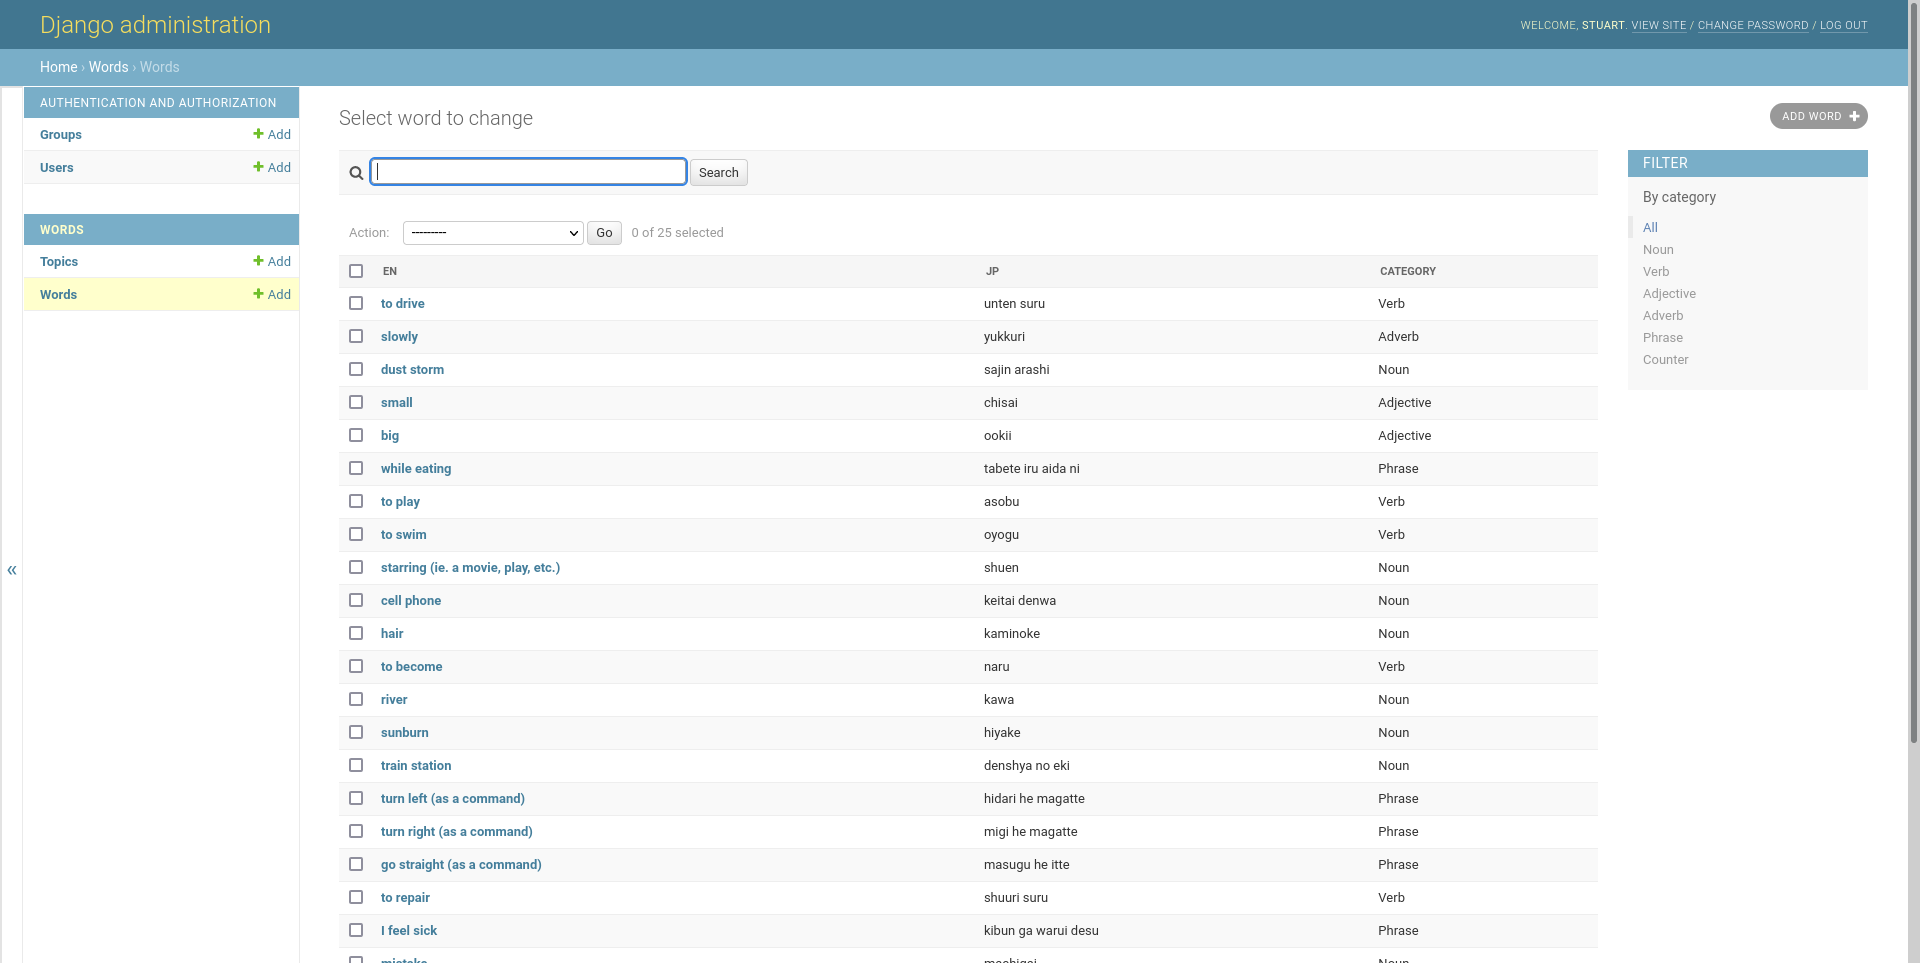 Django administration
WELCOME, STUART. VIEW SITE / CHANGE PASSWORD / LOG OUT
Home › Words › Words
AUTHENTICATION AND AUTHORIZATION
Groups + Add
Users + Add
WORDS
Topics + Add
Words + Add
«
Select word to change
ADD WORD +
Search
Action: --------- Go 0 of 25 selected
EN JP CATEGORY
to drive unten suru Verb
slowly yukkuri Adverb
dust storm sajin arashi Noun
small chisai Adjective
big ookii Adjective
while eating tabete iru aida ni Phrase
to play asobu Verb
to swim oyogu Verb
starring (ie. a movie, play, etc.) shuen Noun
cell phone keitai denwa Noun
hair kaminoke Noun
to become naru Verb
river kawa Noun
sunburn hiyake Noun
train station denshya no eki Noun
turn left (as a command) hidari he magatte Phrase
turn right (as a command) migi he magatte Phrase
go straight (as a command) masugu he itte Phrase
to repair shuuri suru Verb
I feel sick kibun ga warui desu Phrase
mistake machigai Noun
FILTER
By category
All
Noun
Verb
Adjective
Adverb
Phrase
Counter